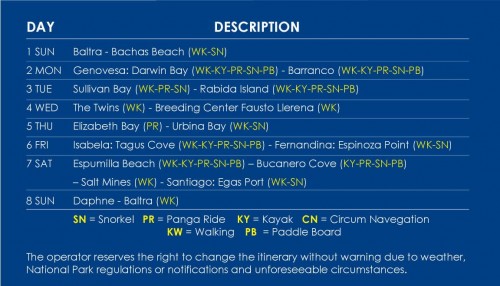 DAY DESCRIPTION
1 SUN Baltra - Bachas Beach (WK-SN)
2 MON Genovesa: Darwin Bay (WK-KY-PR-SN-PB) - Barranco (WK-KY-PR-SN-PB)
3 TUE Sullivan Bay (WK-PR-SN) - Rabida Island (WK-KY-PR-SN-PB)
4 WED The Twins (WK) - Breeding Center Fausto Llerena (WK)
5 THU Elizabeth Bay (PR) - Urbina Bay (WK-SN)
6 FRI Isabela: Tagus Cove (WK-KY-PR-SN-PB) - Fernandina: Espinoza Point (WK-SN)
7 SAT Espumilla Beach (WK-KY-PR-SN-PB) – Bucanero Cove (KY-PR-SN-PB)
– Salt Mines (WK) - Santiago: Egas Port (WK-SN)
8 SUN Daphne - Baltra (WK)
SN = Snorkel PR = Panga Ride KY = Kayak CN = Circum Navegation
KW = Walking PB = Paddle Board
The operator reserves the right to change the itinerary without warning due to weather,
National Park regulations or notifications and unforeseeable circumstances.